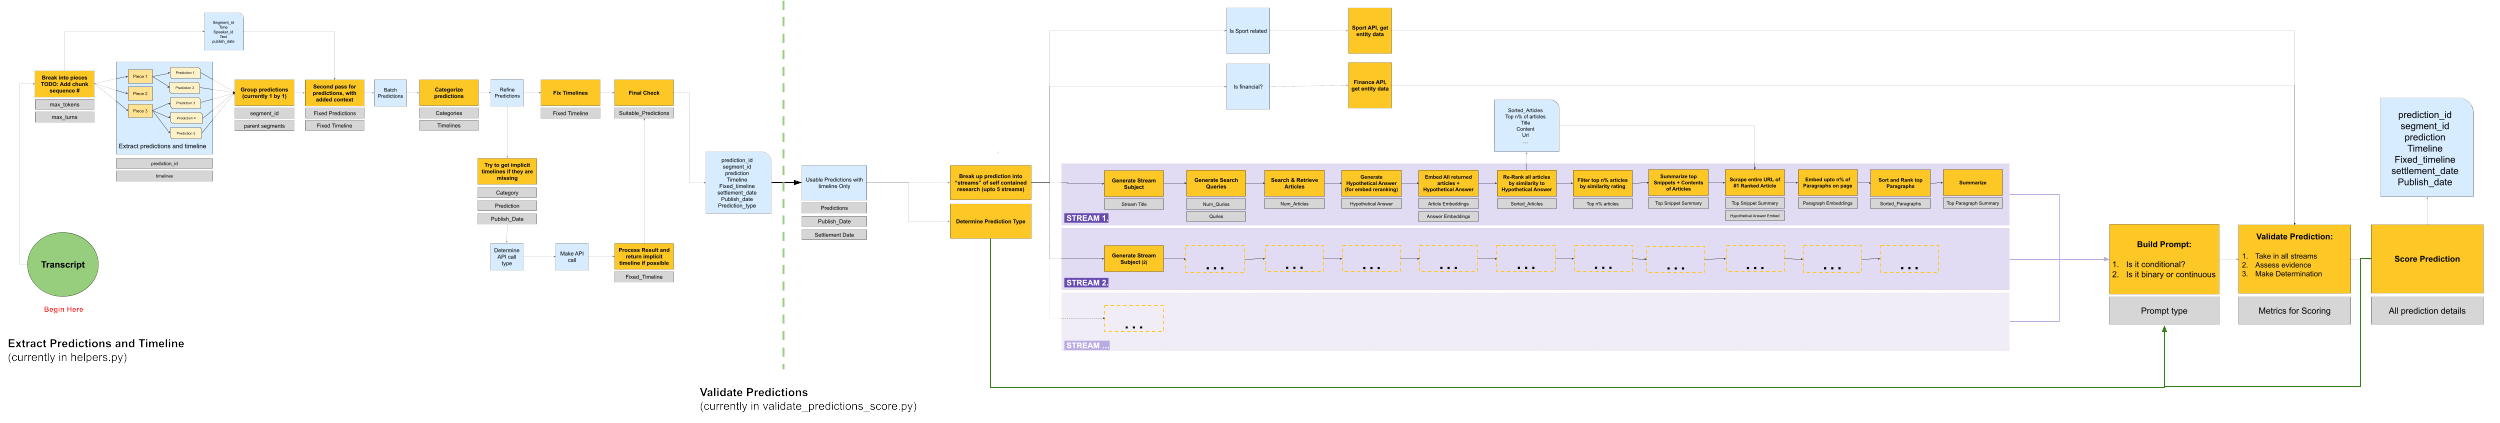 Segment_id
Time
Speaker_id
Text
publish_date
Break into pieces
TODO: Add chunk
sequence #
max_tokens
max_turns
Piece 1
Piece 2
Piece 3
Prediction 1
Prediction 2
Prediction 3
Prediction 4
Prediction 5
Extract predictions and timeline
prediction_id
timelines
Group predictions
(currently 1 by 1)
segment_id
parent segments
Second pass for
predictions, with
added context
Fixed Predictions
Fixed Timeline
Batch
Predictions
Categorize
predictions
Categories
Timelines
Refine
Predictions
Fix Timelines
Fixed Timeline
Final Check
Suitable_Predictions
Try to get implicit
timelines if they are
missing
Category
Prediction
Publish_Date
Determine
API call
type
Make API
call
Process Result and
return implicit
timeline if possible
Fixed_Timeline
Transcript
Begin Here
Extract Predictions and Timeline
(currently in helpers.py)
prediction_id
segment_id
prediction
Timeline
Fixed_timeline
settlement_date
Publish_date
Prediction_type
Usable Predictions with
timeline Only
Predictions
Publish_Date
Settlement Date
Validate Predictions
(currently in validate_predictions_score.py)
Break up prediction into
"streams" of self contained
research (upto 5 streams)
Determine Prediction Type
Is Sport related
Sport API, get
entity data
Is financial?
Finance API,
get entity data
Sorted_Articles
Top n% of articles
Title
Content
Url
...
Generate Stream
Subject
Stream Title
Generate Search
Queries
Num_Quries
Quries
Search & Retrieve
Articles
Num_Articles
Generate
Hypothetical Answer
(for embed reranking)
Hypothetical Answer
Embed All returned
articles +
Hypothetical Answer
Article Embeddings
Answer Embeddings
Re-Rank all articles
by similarity to
Hypothetical Answer
Sorted_Articles
Filter top n% articles
by similarity rating
Top n% articles
Summarize top
Snippets + Contents
of Articles
Top Snippet Summary
Scrape entire URL of
#1 Ranked Article
Top Snippet Summary
Hypothetical Answer Embed
Embed upto n% of
Paragraphs on page
Paragraph Embeddings
Sort and Rank top
Paragraphs
Sorted_Paragraphs
Summarize
Top Paragraph Summary
STREAM 1.
Generate Stream
Subject (2)
...
...
...
...
...
...
...
...
...
...
STREAM 2.
...
STREAM ...
Build Prompt:
1. Is it conditional?
2. Is it binary or continuous
Prompt type
Validate Prediction:
1. Take in all streams
2. Assess evidence
3. Make Determination
Metrics for Scoring
prediction_id
segment_id
prediction
Timeline
Fixed_timeline
settlement_date
Publish_date
Score Prediction
All prediction details